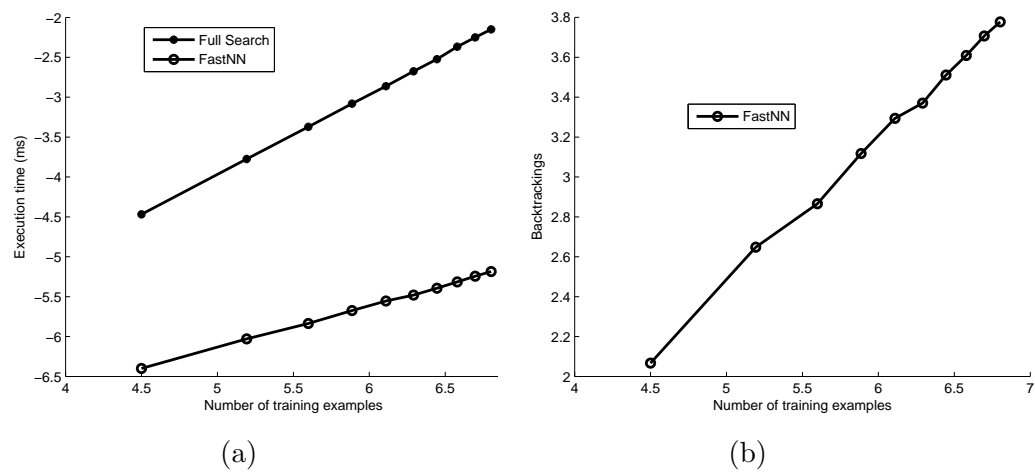 −2
−2.5
−3
−3.5
−4
−4.5
−5
−5.5
−6
−6.5
Execution time (ms)
Full Search
FastNN
4 4.5 5 5.5 6 6.5
Number of training examples
(a)
3.8
3.6
3.4
3.2
3
2.8
2.6
2.4
2.2
2
Backtrackings
FastNN
4 4.5 5 5.5 6 6.5 7
Number of training examples
(b)